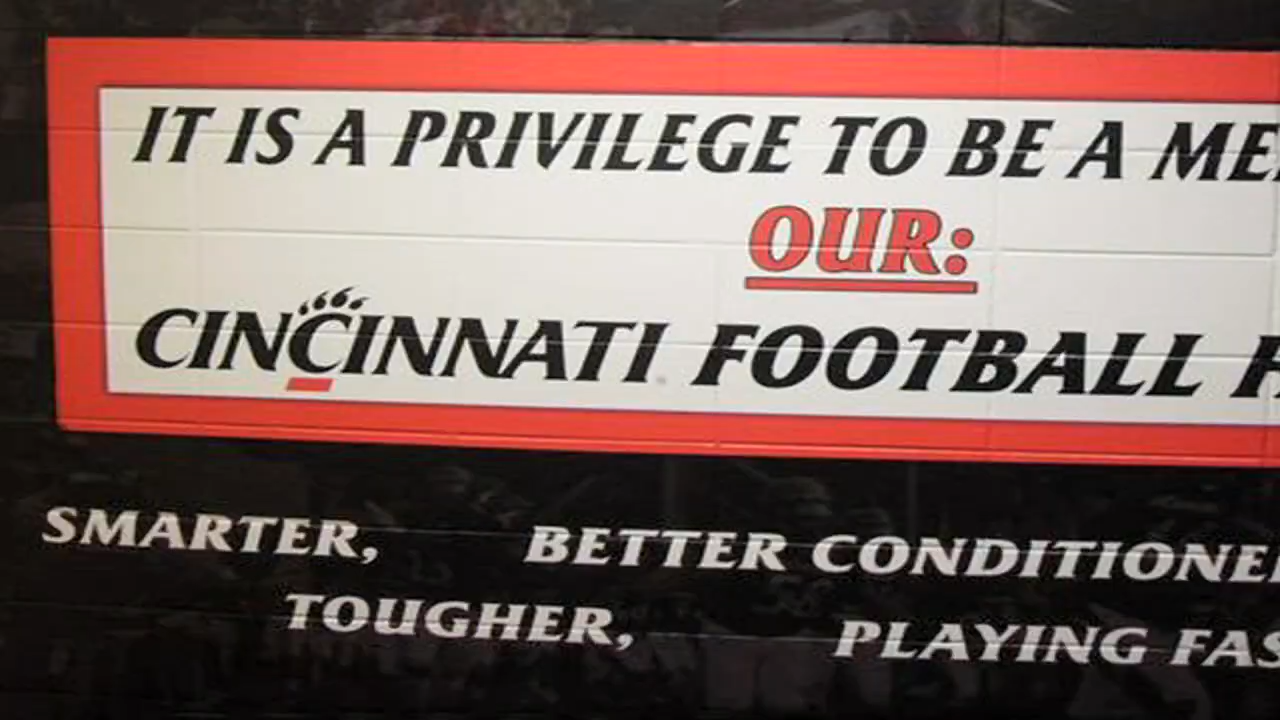 IT IS A PRIVILEGE TO BE A ME
OUR:
CINCINNATI FOOTBALL
SMARTER, BETTER CONDITIONE
TOUGHER, PLAYING FAS